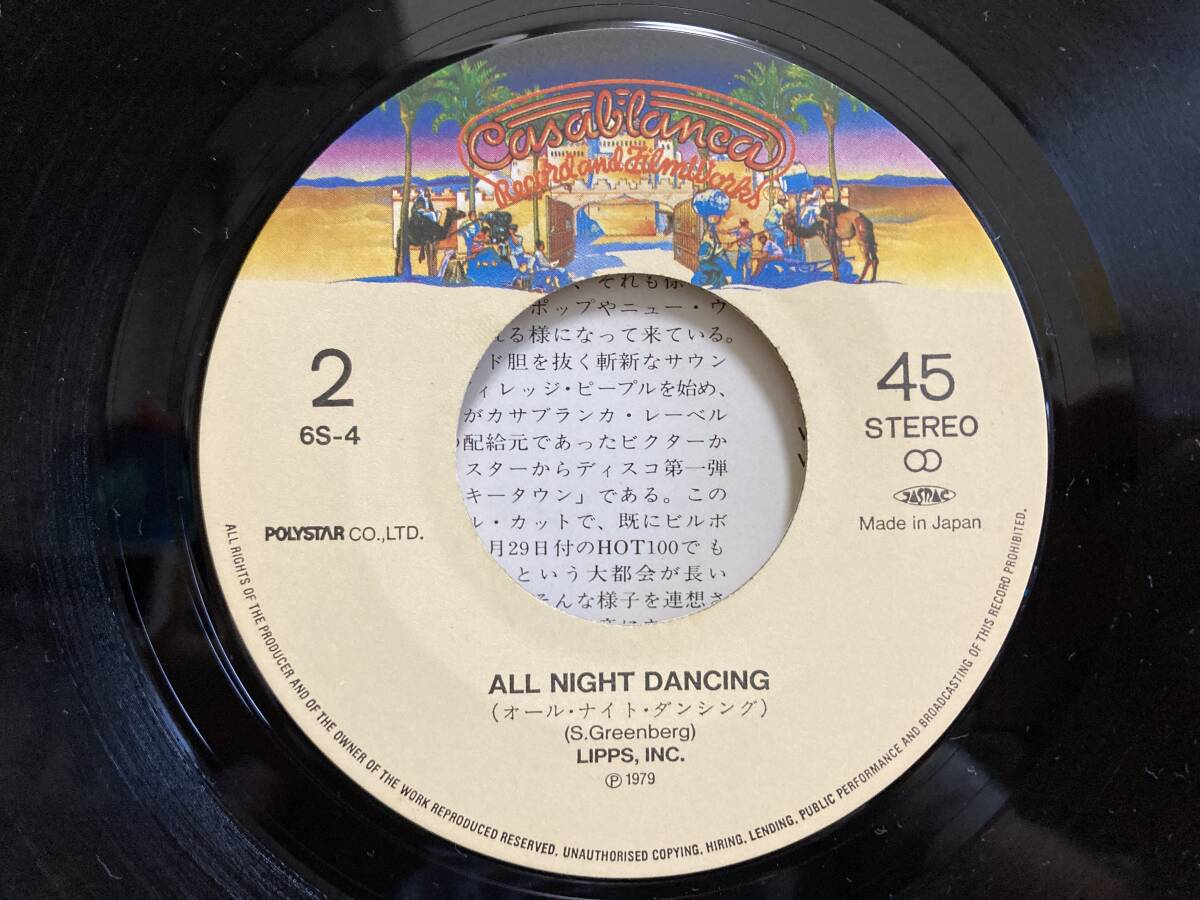 Casablanca
Record and FilmWorks
2
6S-4
45
STEREO
JASRAC
Made in Japan
POLYSTAR CO.,LTD.
、それも
ポップやニュー・ヴ
る様になって来ている。
ド胆を抜く斬新なサウン
ィレッジ・ピープルを始め、
がカサブランカ・レーベル
配給元であったビクターか
スターからディスコ第一弾
キータウン」である。この
ル・カットで、既にビルボ
月29日付のHOT100でも
という大都会が長い
そんな様子を連想さ
ALL NIGHT DANCING
(オール・ナイト・ダンシング)
(S.Greenberg)
LIPPS, INC.
Ⓟ 1979
ALL RIGHTS OF THE PRODUCER AND OF THE OWNER OF THE WORK REPRODUCED RESERVED. UNAUTHORISED COPYING, HIRING, LENDING, PUBLIC PERFORMANCE AND BROADCASTING OF THIS RECORD PROHIBITED.